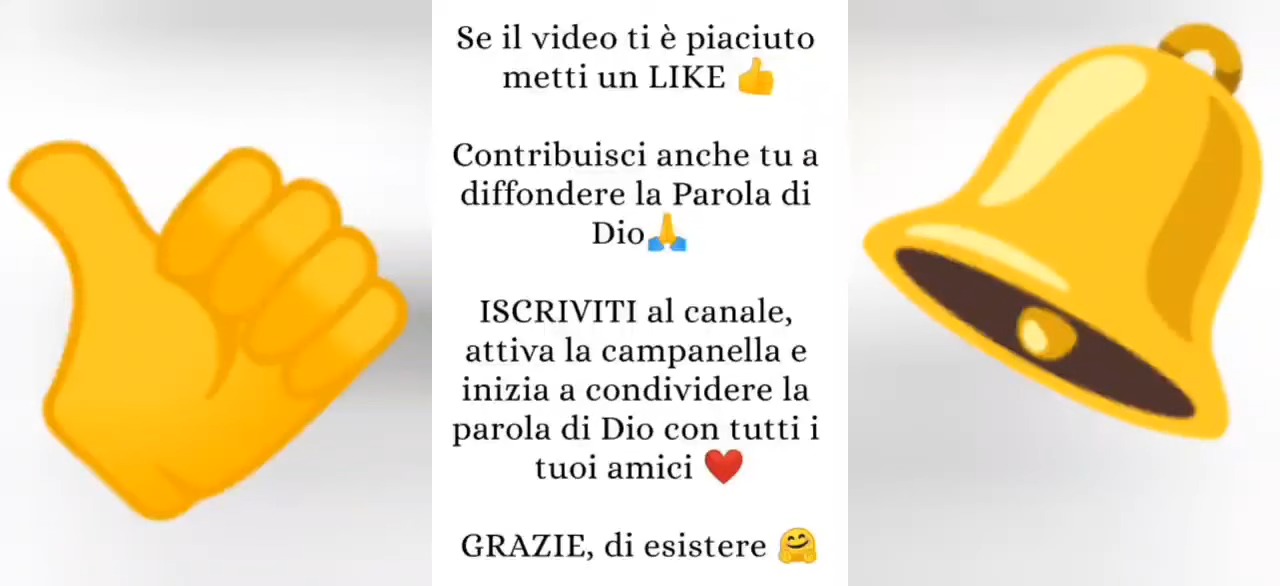 Se il video ti è piaciuto
metti un LIKE 👍
Contribuisci anche tu a
diffondere la Parola di
Dio🙏
ISCRIVITI al canale,
attiva la campanella e
inizia a condividere la
parola di Dio con tutti i
tuoi amici ❤️
GRAZIE, di esistere 🤗